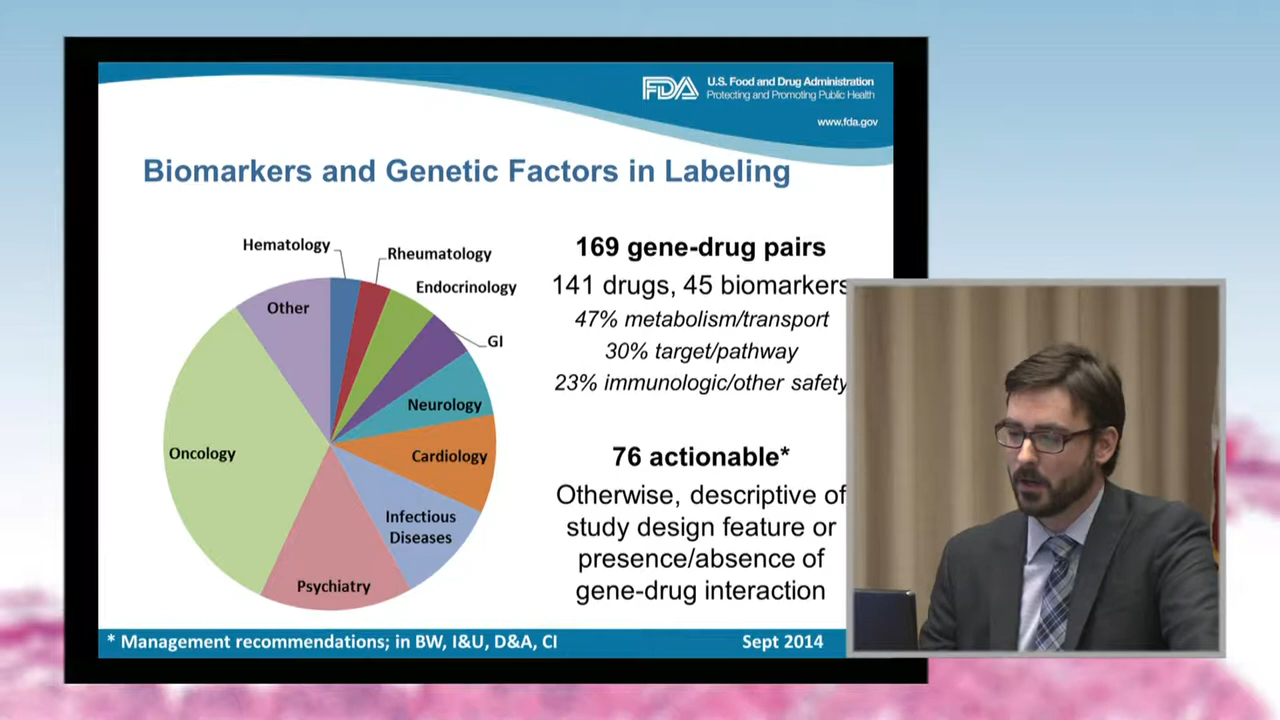 FDA
U.S. Food and Drug Administration
Protecting and Promoting Public Health
www.fda.gov
Biomarkers and Genetic Factors in Labeling
Hematology
Rheumatology
Endocrinology
GI
Neurology
Cardiology
Infectious
Diseases
Psychiatry
Oncology
Other
169 gene-drug pairs
141 drugs, 45 biomarkers
47% metabolism/transport
30% target/pathway
23% immunologic/other safety
76 actionable*
Otherwise, descriptive of
study design feature or
presence/absence of
gene-drug interaction
* Management recommendations; in BW, I&U, D&A, CI
Sept 2014